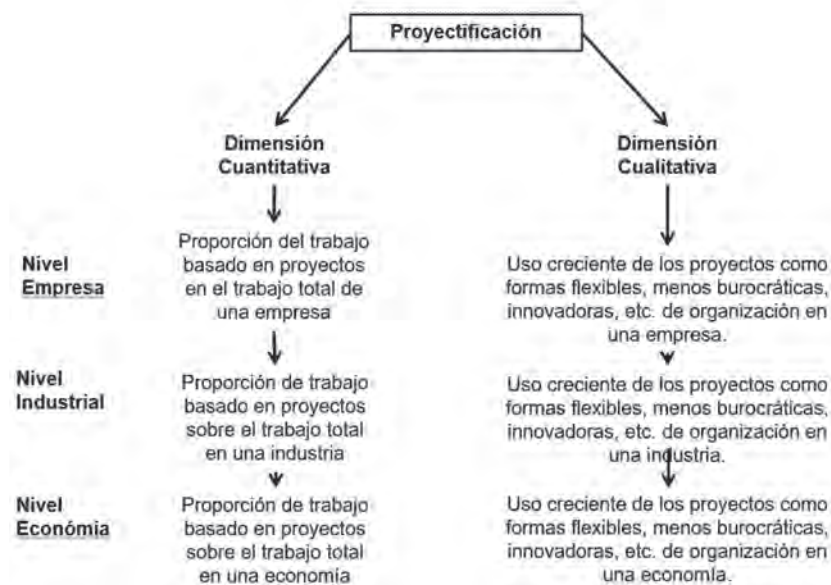 Proyectificación
Dimensión
Cuantitativa
Dimensión
Cualitativa
Nivel
Empresa
Proporción del trabajo
basado en proyectos
en el trabajo total de
una empresa
Uso creciente de los proyectos como
formas flexibles, menos burocráticas,
innovadoras, etc. de organización en
una empresa.
Nivel
Industrial
Proporción de trabajo
basado en proyectos
sobre el trabajo total
en una industria
Uso creciente de los proyectos como
formas flexibles, menos burocráticas,
innovadoras, etc. de organización en
una industria.
Nivel
Económia
Proporción de trabajo
basado en proyectos
sobre el trabajo total
en una economía
Uso creciente de los proyectos como
formas flexibles, menos burocráticas,
innovadoras, etc. de organización en
una economía.